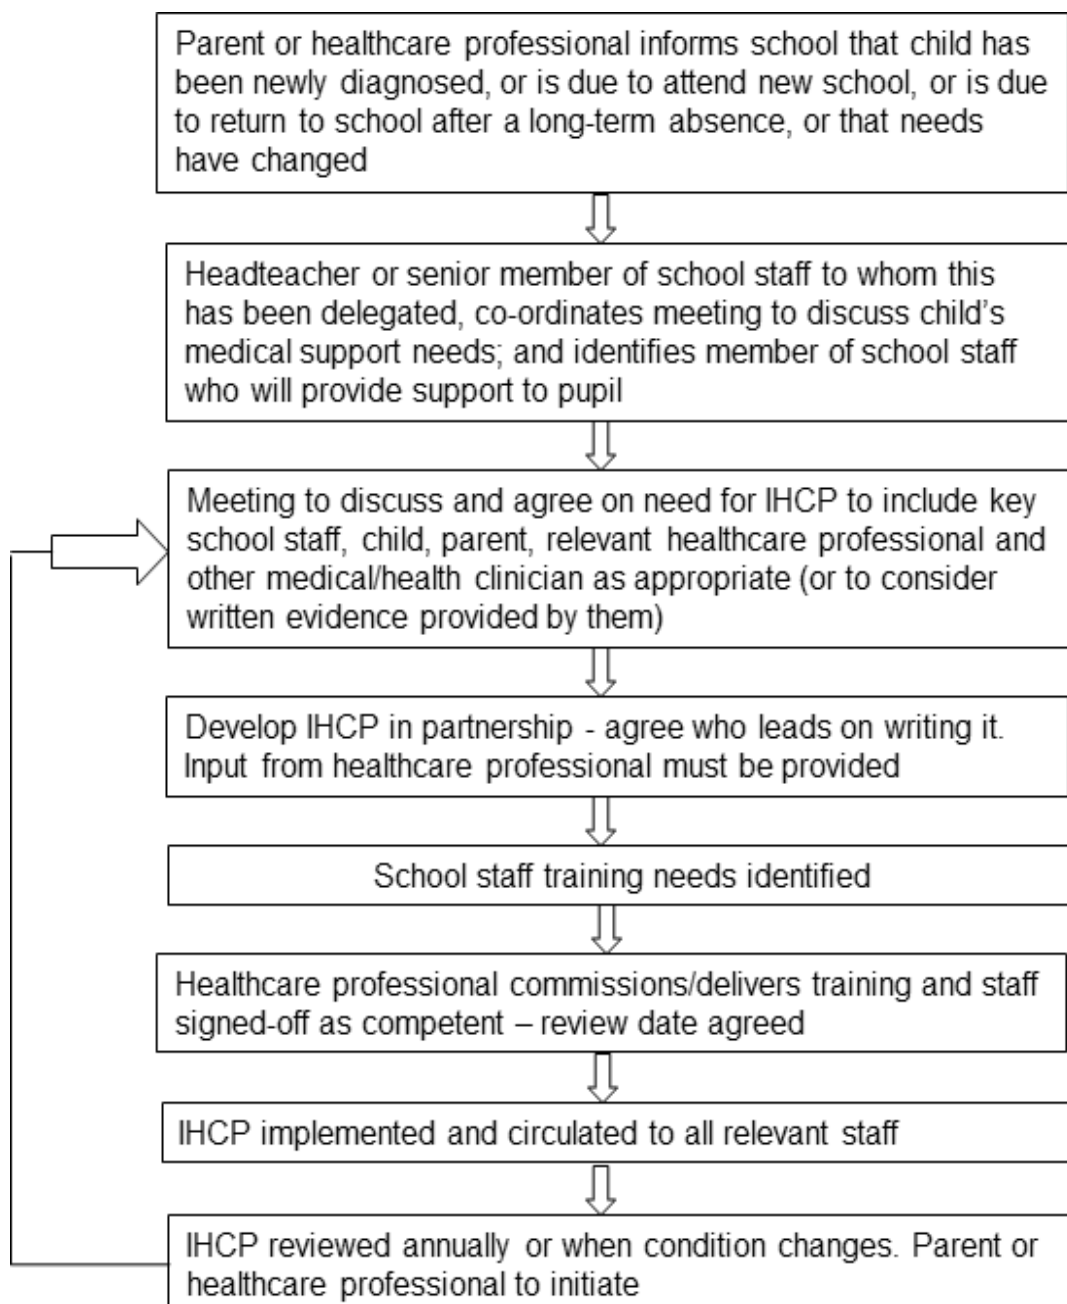 Parent or healthcare professional informs school that child has
been newly diagnosed, or is due to attend new school, or is due
to return to school after a long-term absence, or that needs
have changed
Headteacher or senior member of school staff to whom this
has been delegated, co-ordinates meeting to discuss child's
medical support needs; and identifies member of school staff
who will provide support to pupil
Meeting to discuss and agree on need for IHCP to include key
school staff, child, parent, relevant healthcare professional and
other medical/health clinician as appropriate (or to consider
written evidence provided by them)
Develop IHCP in partnership - agree who leads on writing it.
Input from healthcare professional must be provided
School staff training needs identified
Healthcare professional commissions/delivers training and staff
signed-off as competent – review date agreed
IHCP implemented and circulated to all relevant staff
IHCP reviewed annually or when condition changes. Parent or
healthcare professional to initiate